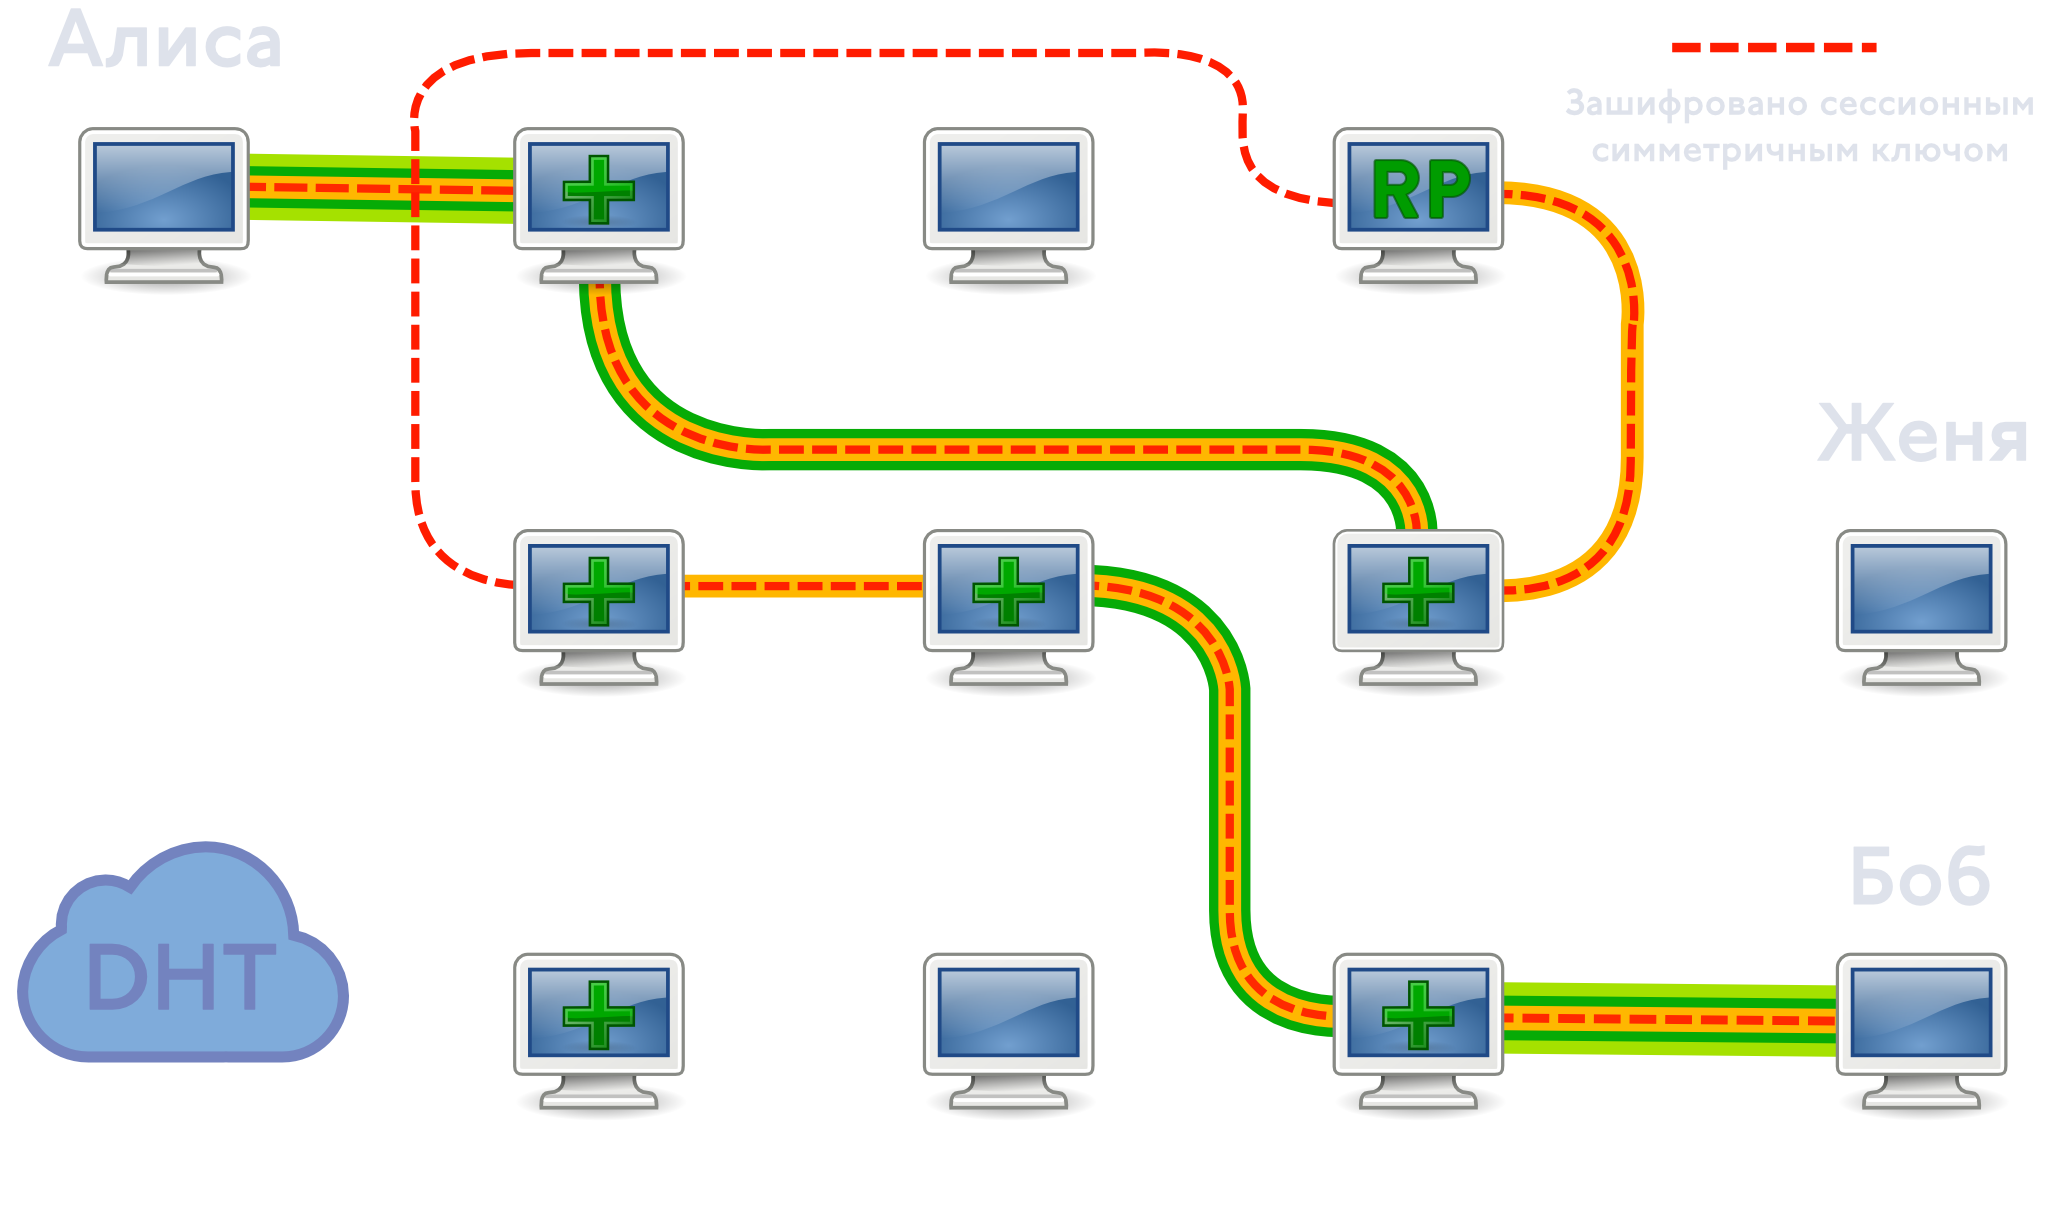 Алиса
Зашифровано сессионным
симметричным ключом
RP
Женя
Боб
DHT